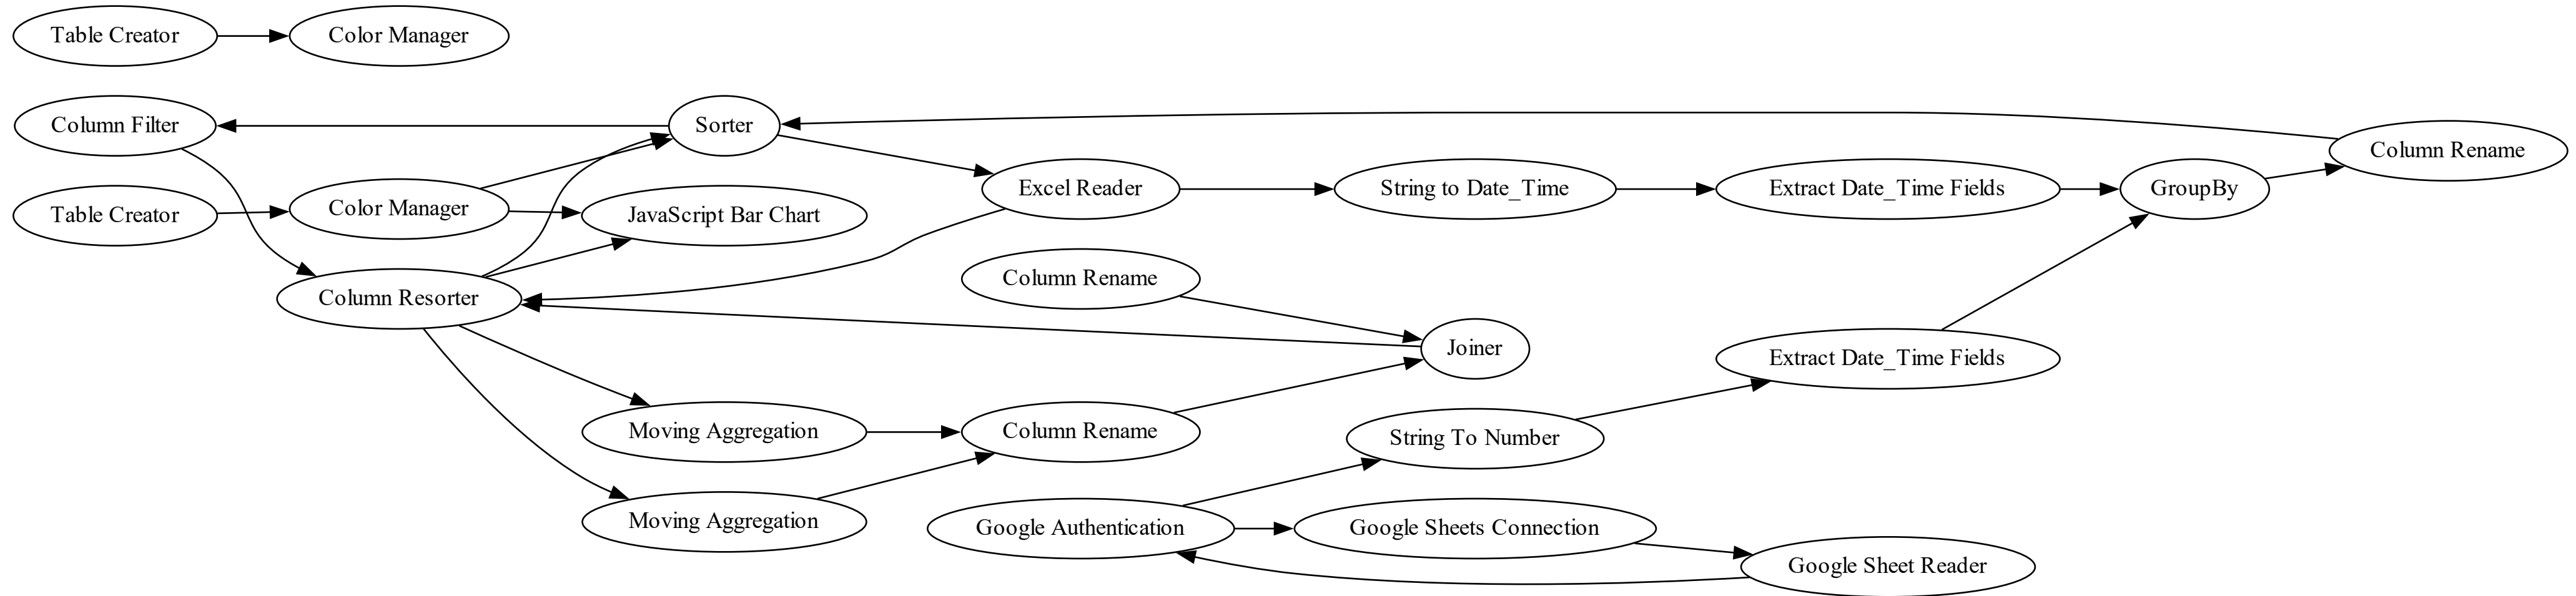 Table Creator
Color Manager
Column Filter
Sorter
Column Rename
Table Creator
Color Manager
JavaScript Bar Chart
Excel Reader
String to Date_Time
Extract Date_Time Fields
GroupBy
Column Resorter
Column Rename
Joiner
Extract Date_Time Fields
Moving Aggregation
Column Rename
String To Number
Moving Aggregation
Google Authentication
Google Sheets Connection
Google Sheet Reader